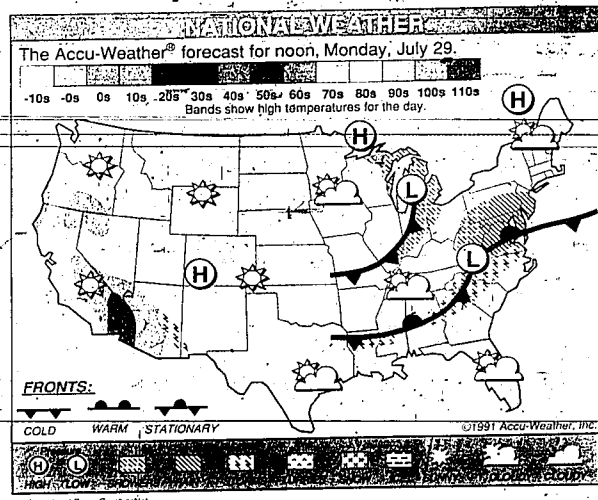 NATIONAL WEATHER
The Accu-Weather® forecast for noon, Monday, July 29.
-10s -0s 0s 10s 20s 30s 40s 50s 60s 70s 80s 90s 100s 110s
Bands show high temperatures for the day.
H
H
L
H
L
FRONTS:
COLD WARM STATIONARY
©1991 Accu-Weather, Inc.
Pressure
H L
HIGH LOW SHOWERS